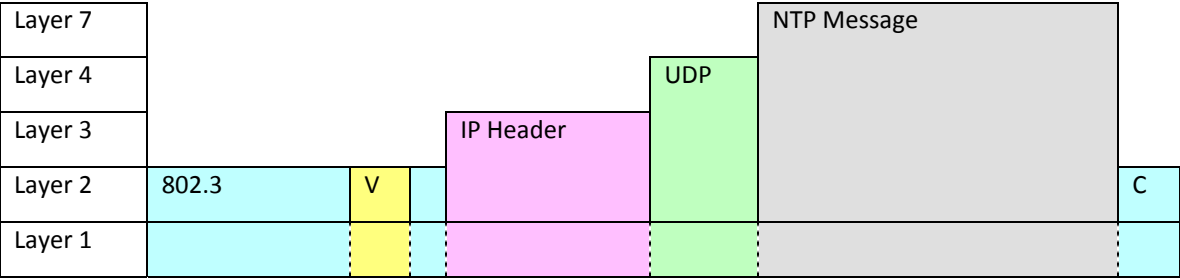 Layer 7
NTP Message
Layer 4
UDP
Layer 3
IP Header
Layer 2
802.3
V
C
Layer 1